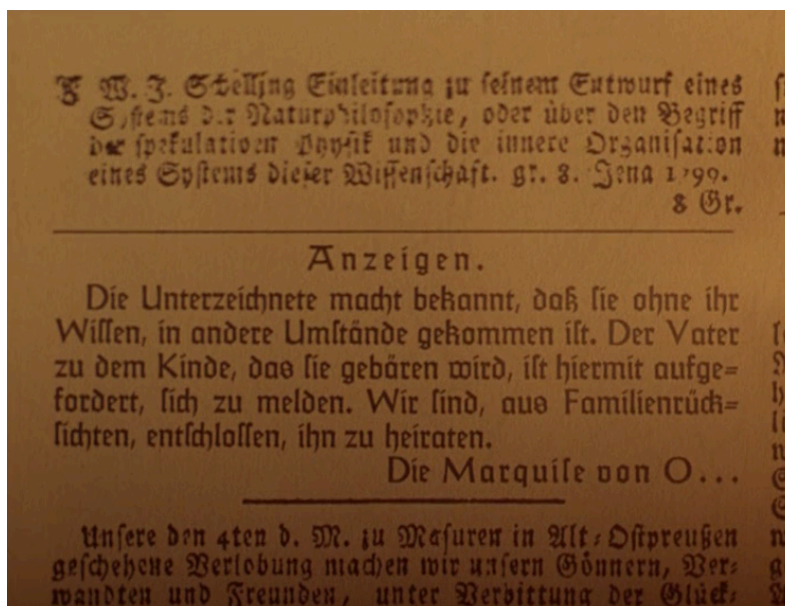 F. W. J. Schelling Einleitung zu seinem Entwurf eines
Systems der Naturphilosophie, oder über den Begriff
der spekulativen Physik und die innere Organisation
eines Systems dieser Wissenschaft. gr. 8. Jena 1799.
8 Gr.
Anzeigen.
Die Unterzeichnete macht bekannt, daß sie ohne ihr
Wissen, in andere Umstände gekommen ist. Der Vater
zu dem Kinde, das sie gebären wird, ist hiermit aufge=
fordert, sich zu melden. Wir sind, aus Familienrück=
sichten, entschlossen, ihn zu heiraten.
Die Marquise von O...
Unsere den 4ten d. M. zu Masuren in Alt=Ostpreußen
geschehene Verlobung machen wir unsern Gönnern, Ver=
wandten und Freunden, unter Verbittung der Glück=